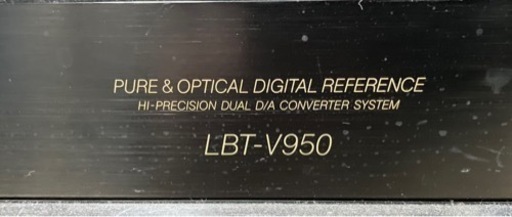 PURE & OPTICAL DIGITAL REFERENCE
HI-PRECISION DUAL D/A CONVERTER SYSTEM
LBT-V950